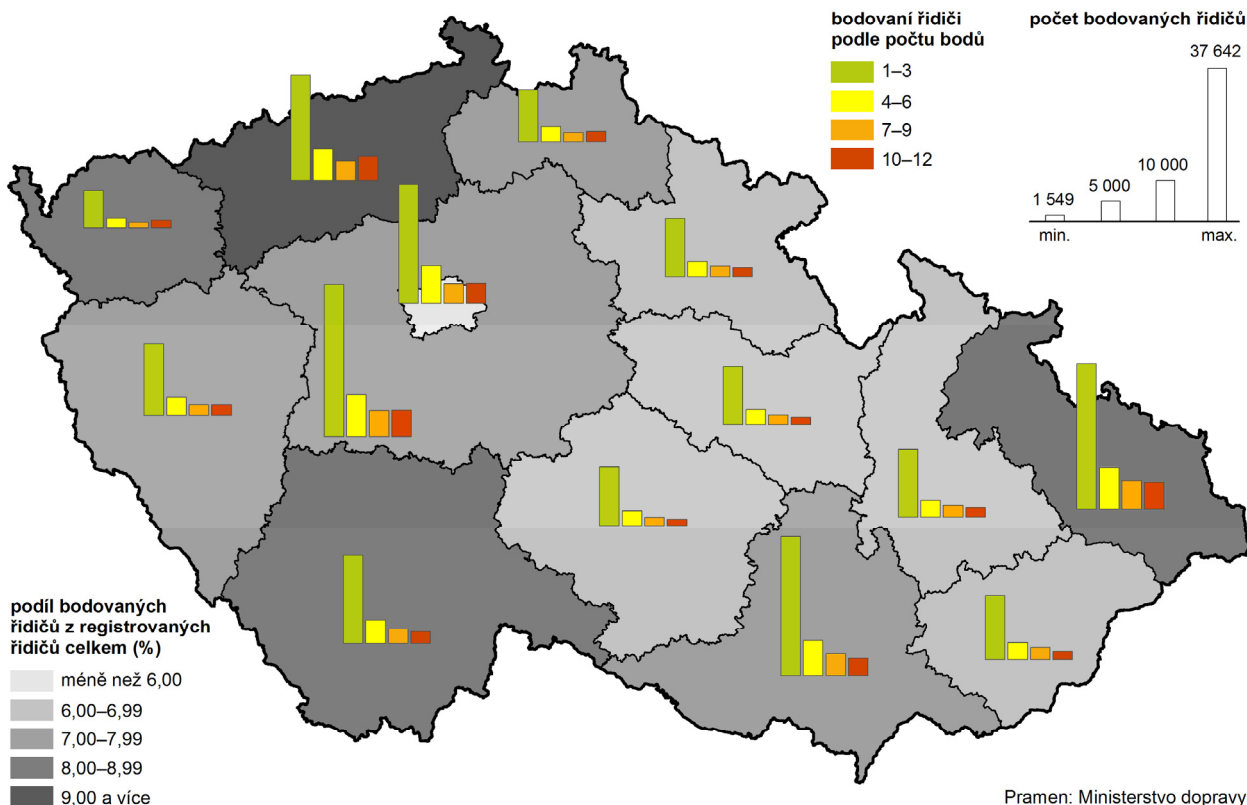 bodovaní řidiči
podle počtu bodů
1–3
4–6
7–9
10–12
počet bodovaných řidičů
37 642
10 000
5 000
1 549
min.
max.
podíl bodovaných
řidičů z registrovaných
řidičů celkem (%)
méně než 6,00
6,00–6,99
7,00–7,99
8,00–8,99
9.00 a více
Pramen: Ministerstvo dopravy